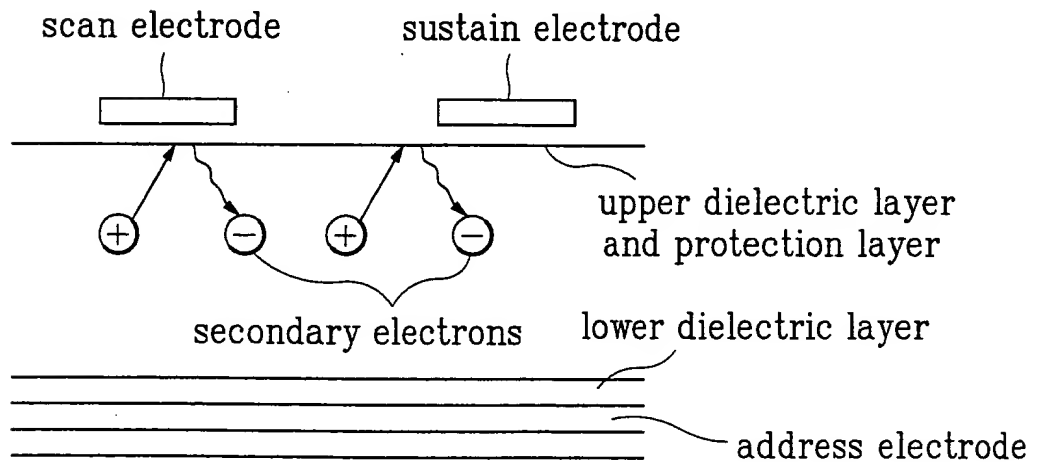 scan electrode
sustain electrode
+
−
+
−
upper dielectric layer
and protection layer
secondary electrons
lower dielectric layer
address electrode